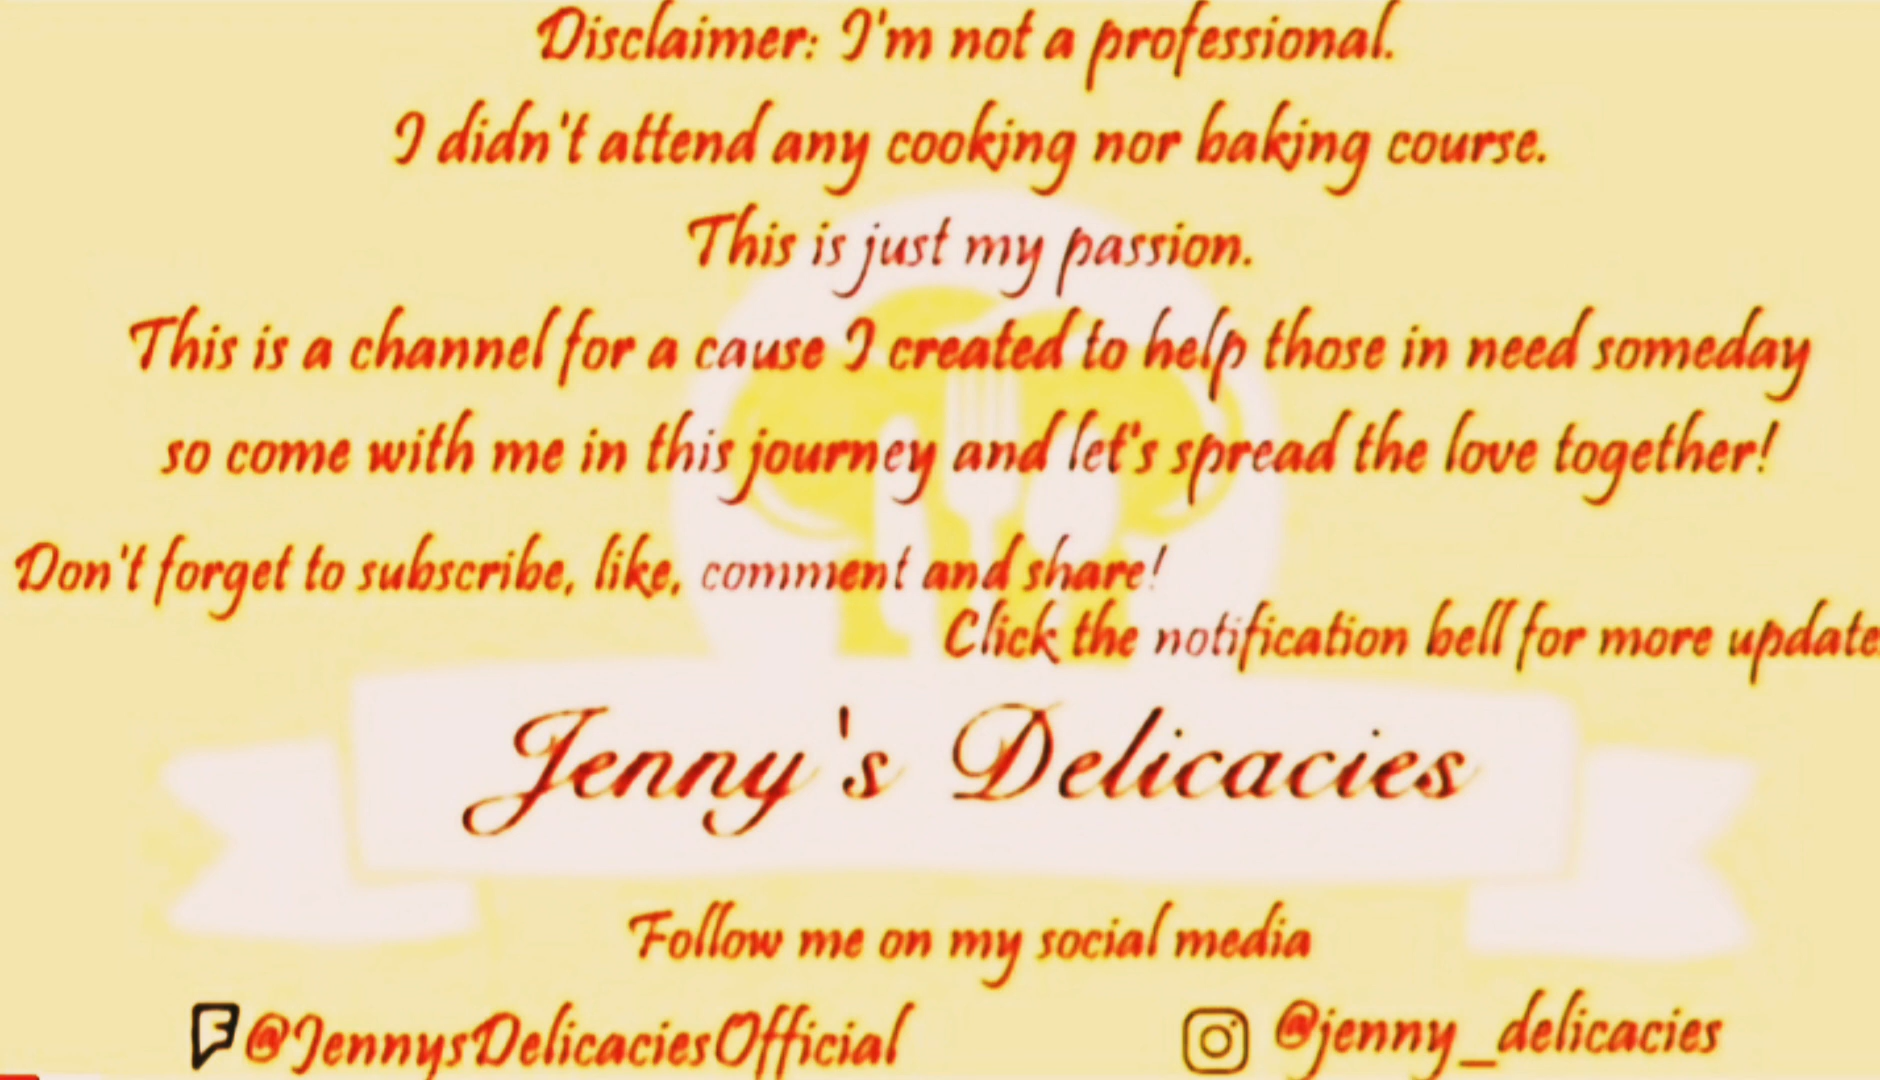 Disclaimer: I'm not a professional.
I didn't attend any cooking nor baking course.
This is just my passion.
This is a channel for a cause I created to help those in need someday
so come with me in this journey and let's spread the love together!
Don't forget to subscribe, like, comment and share!
Click the notification bell for more update
Jenny's Delicacies
Follow me on my social media
@JennysDelicaciesOfficial
@jenny_delicacies